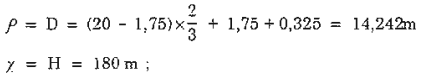 ρ = D = (20 - 1,75)×2/3 + 1,75 + 0,325 = 14,242m
χ = H = 180 m ;